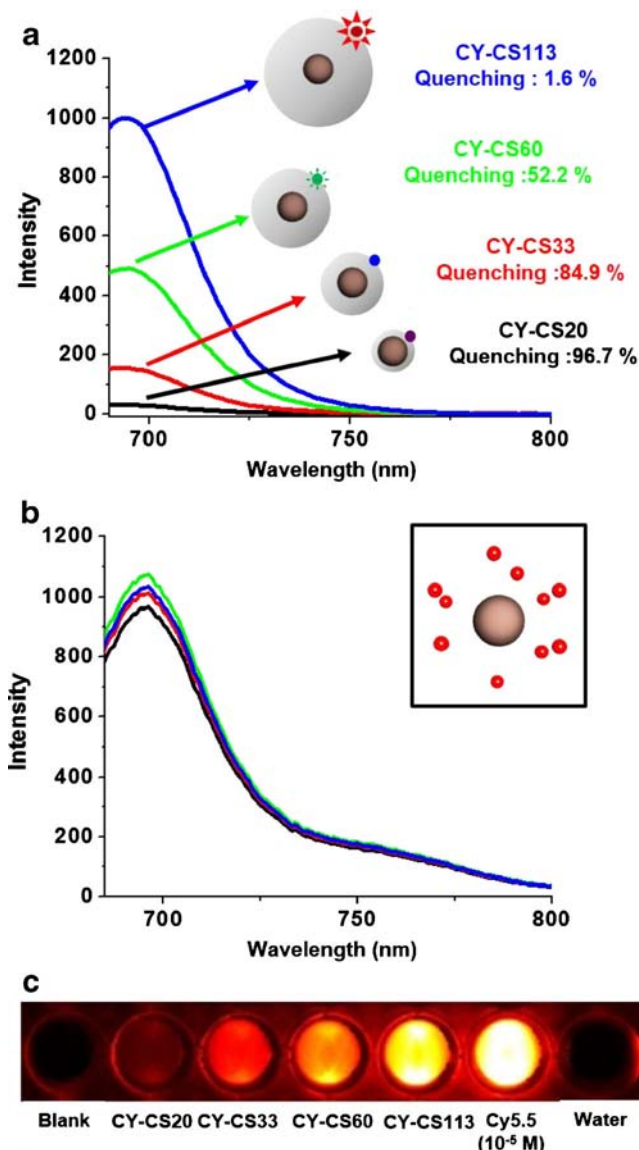 a
1200
1000
800
600
400
200
0
Intensity
700
750
800
Wavelength (nm)
CY-CS113
Quenching : 1.6 %
CY-CS60
Quenching :52.2 %
CY-CS33
Quenching :84.9 %
CY-CS20
Quenching :96.7 %
b
1200
1000
800
600
400
200
0
Intensity
700
750
800
Wavelength (nm)
c
Blank CY-CS20 CY-CS33 CY-CS60 CY-CS113 Cy5.5 Water
(10⁻⁵ M)